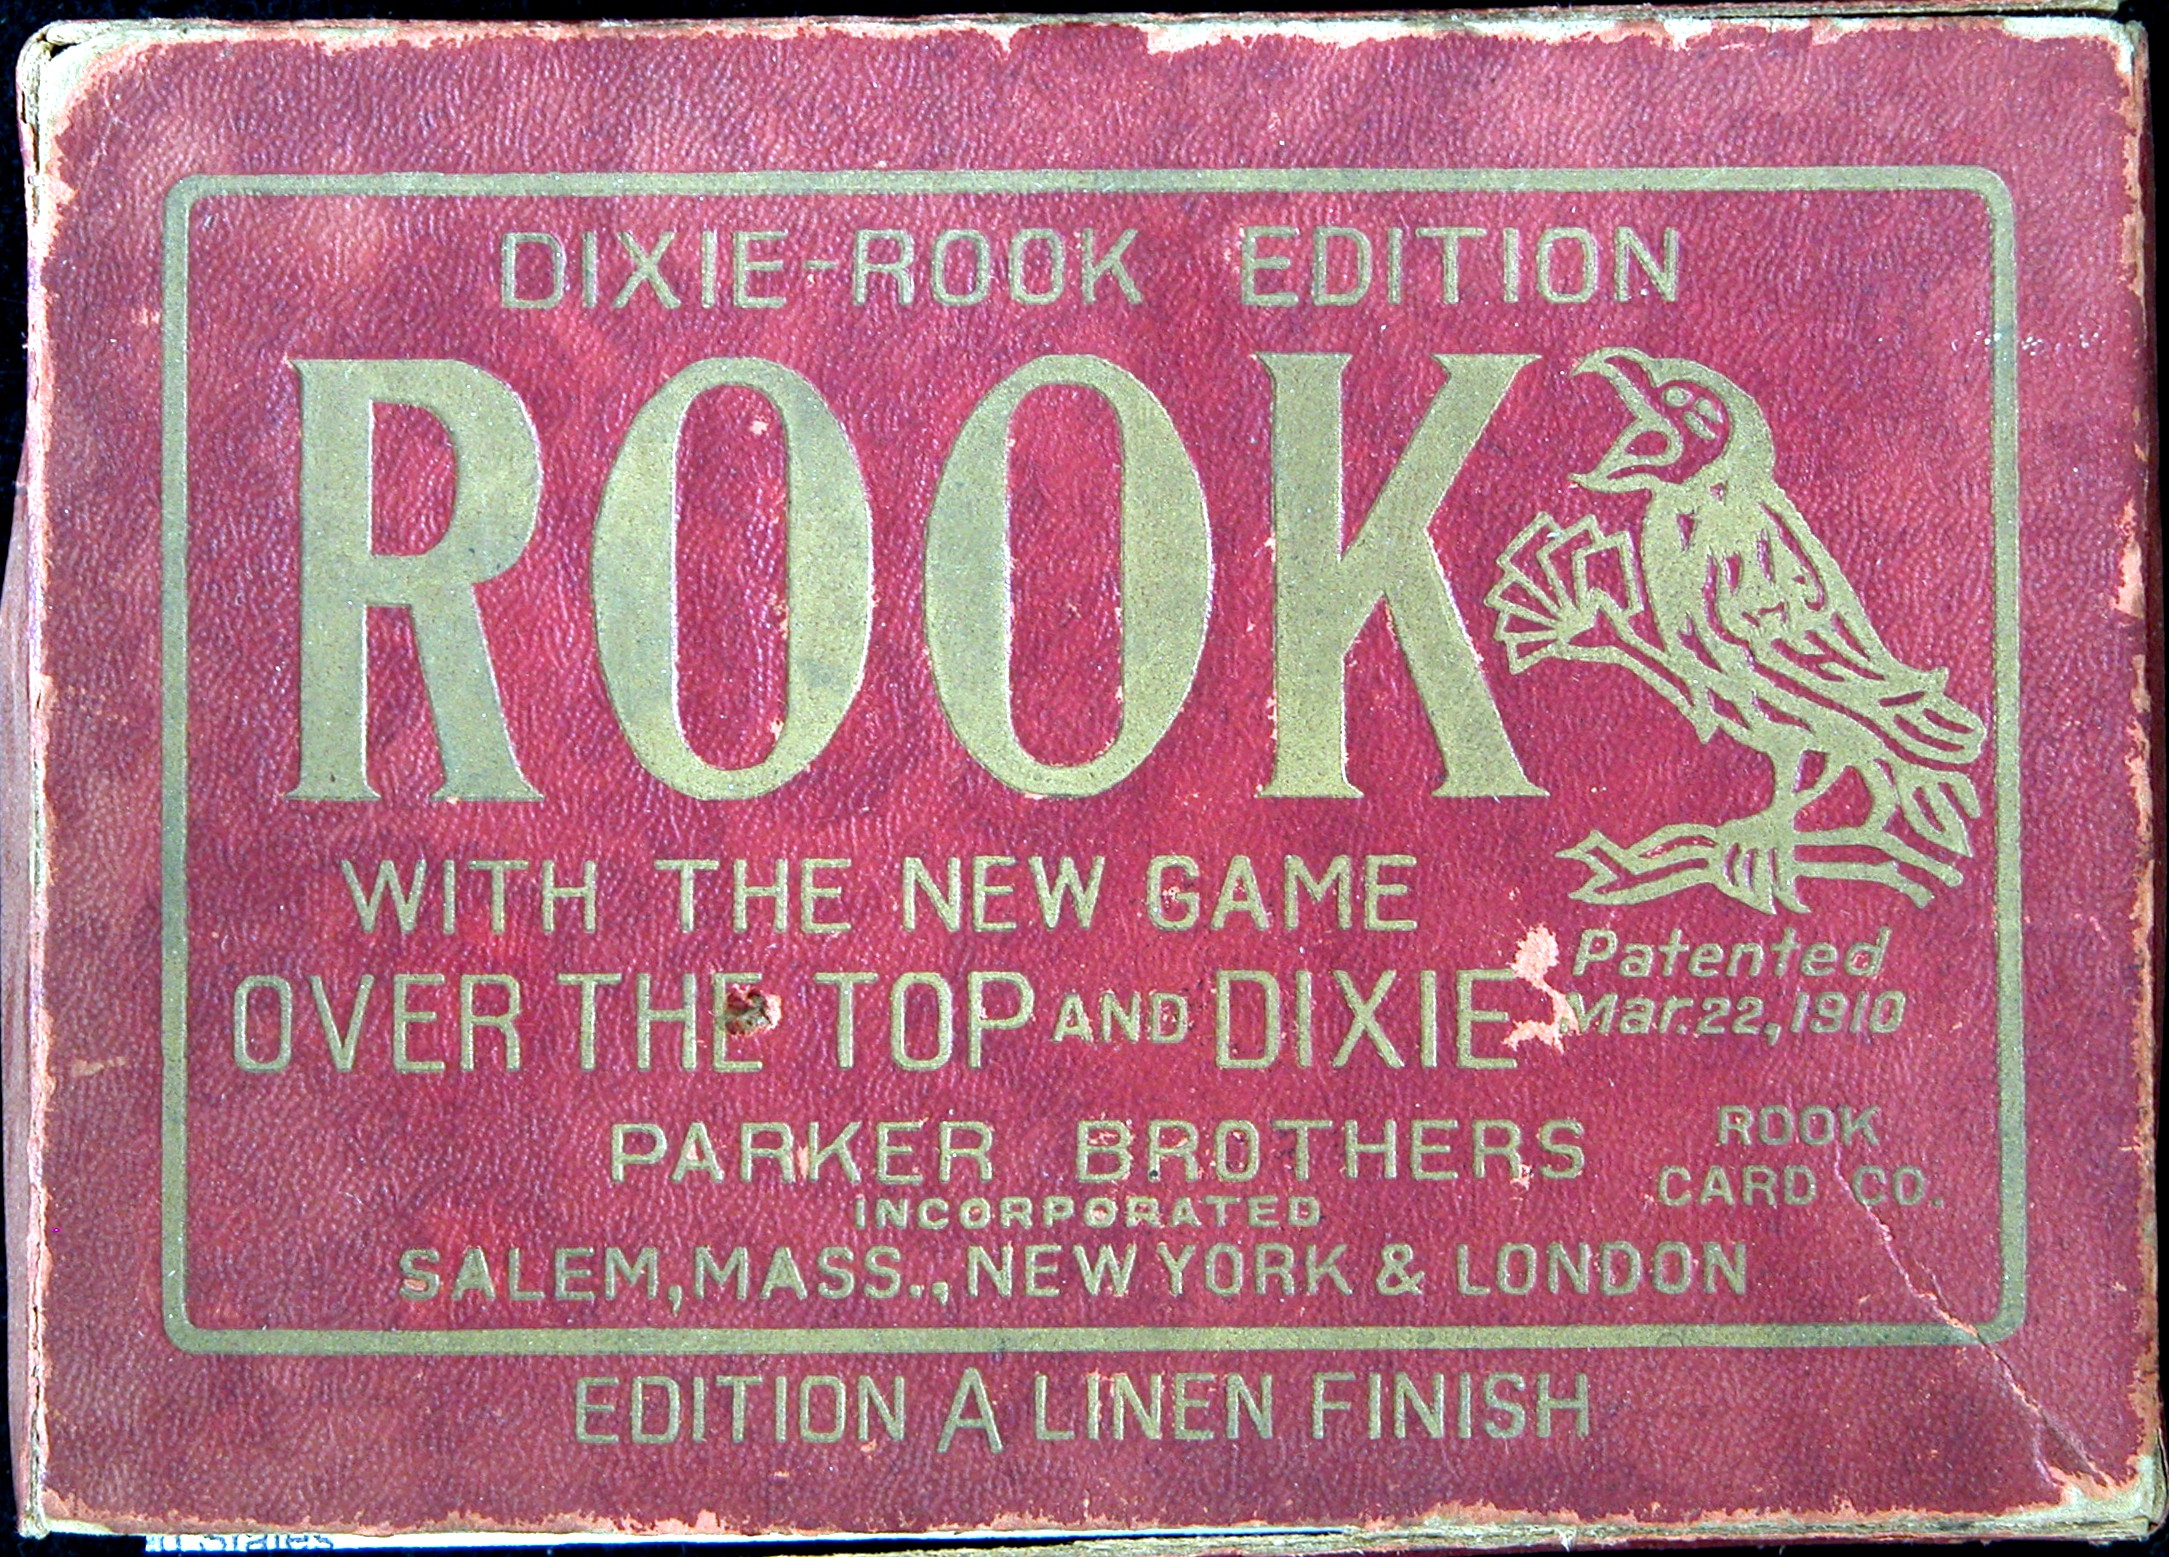 DIXIE-ROOK EDITION
ROOK
WITH THE NEW GAME
OVER THE TOP AND DIXIE
Patented
Mar. 22, 1910
PARKER BROTHERS
INCORPORATED
SALEM, MASS., NEW YORK & LONDON
ROOK
CARD CO.
EDITION A LINEN FINISH
States